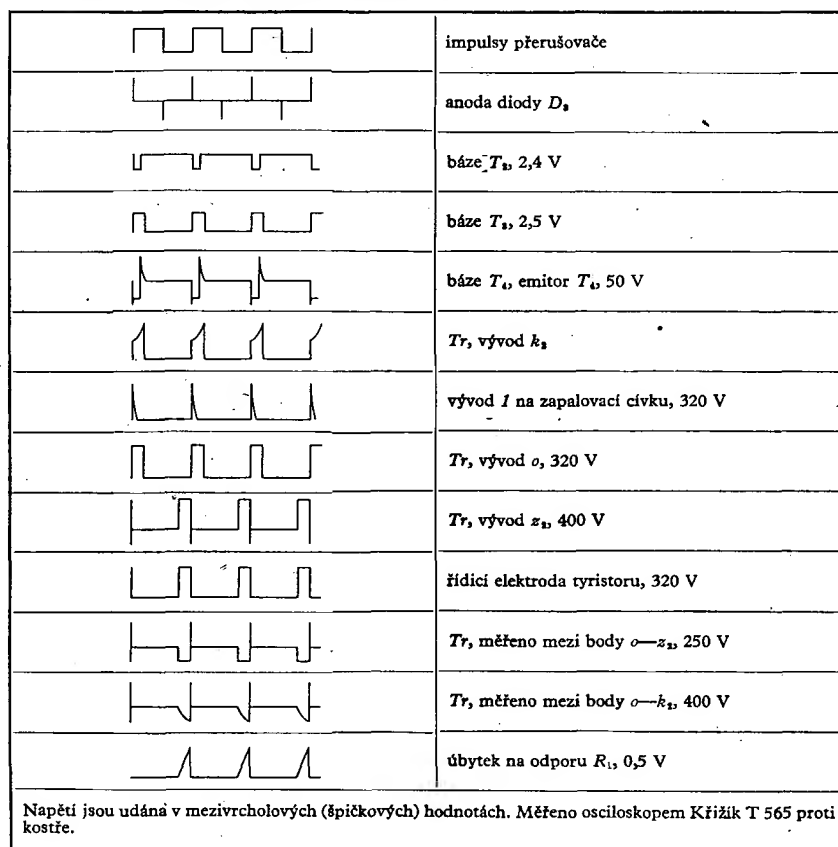 impulsy přerušovače
anoda diody D₃
báze T₂, 2,4 V
báze T₃, 2,5 V
báze T₄, emitor T₄, 50 V
Tr, vývod k₂
vývod 1 na zapalovací cívku, 320 V
Tr, vývod o, 320 V
Tr, vývod z₂, 400 V
řídicí elektroda tyristoru, 320 V
Tr, měřeno mezi body o—z₂, 250 V
Tr, měřeno mezi body o—k₂, 400 V
úbytek na odporu R₁, 0,5 V
Napětí jsou udána v mezivrcholových (špičkových) hodnotách. Měřeno osciloskopem Křižík T 565 proti
kostře.